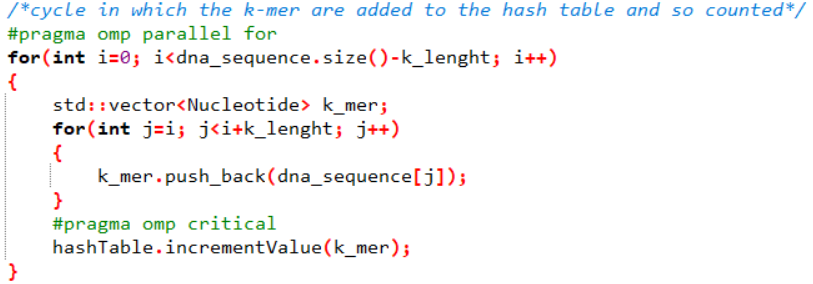 /*cycle in which the k-mer are added to the hash table and so counted*/
#pragma omp parallel for
for(int i=0; i<dna_sequence.size()-k_lenght; i++)
{
    std::vector<Nucleotide> k_mer;
    for(int j=i; j<i+k_lenght; j++)
    {
        k_mer.push_back(dna_sequence[j]);
    }
    #pragma omp critical
    hashTable.incrementValue(k_mer);
}